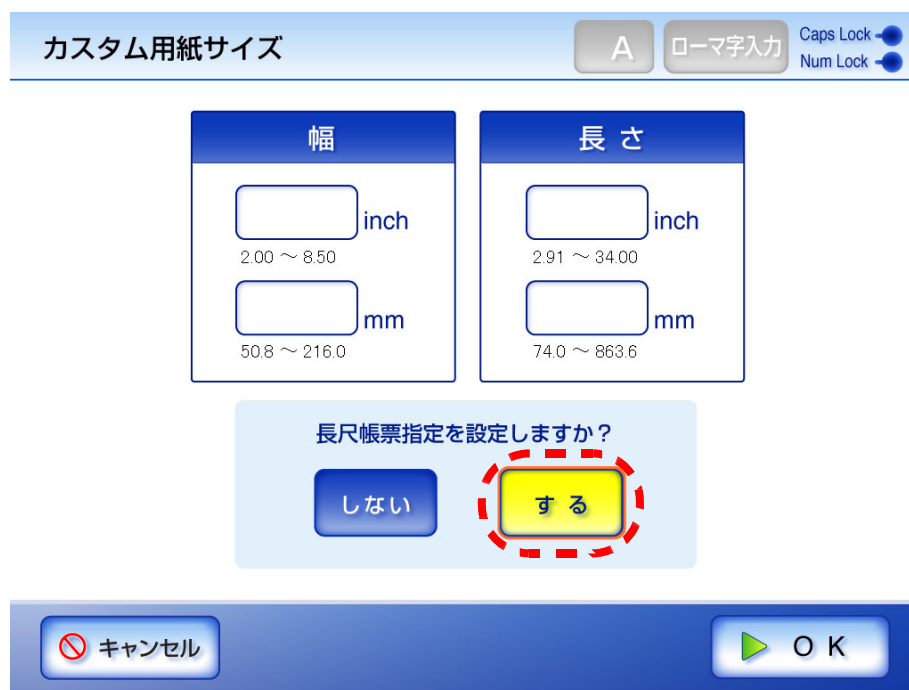 カスタム用紙サイズ
A
ローマ字入力
Caps Lock
Num Lock
幅
inch
2.00 ～ 8.50
mm
50.8 ～ 216.0
長 さ
inch
2.91 ～ 34.00
mm
74.0 ～ 863.6
長尺帳票指定を設定しますか？
しない
す る
キャンセル
O K